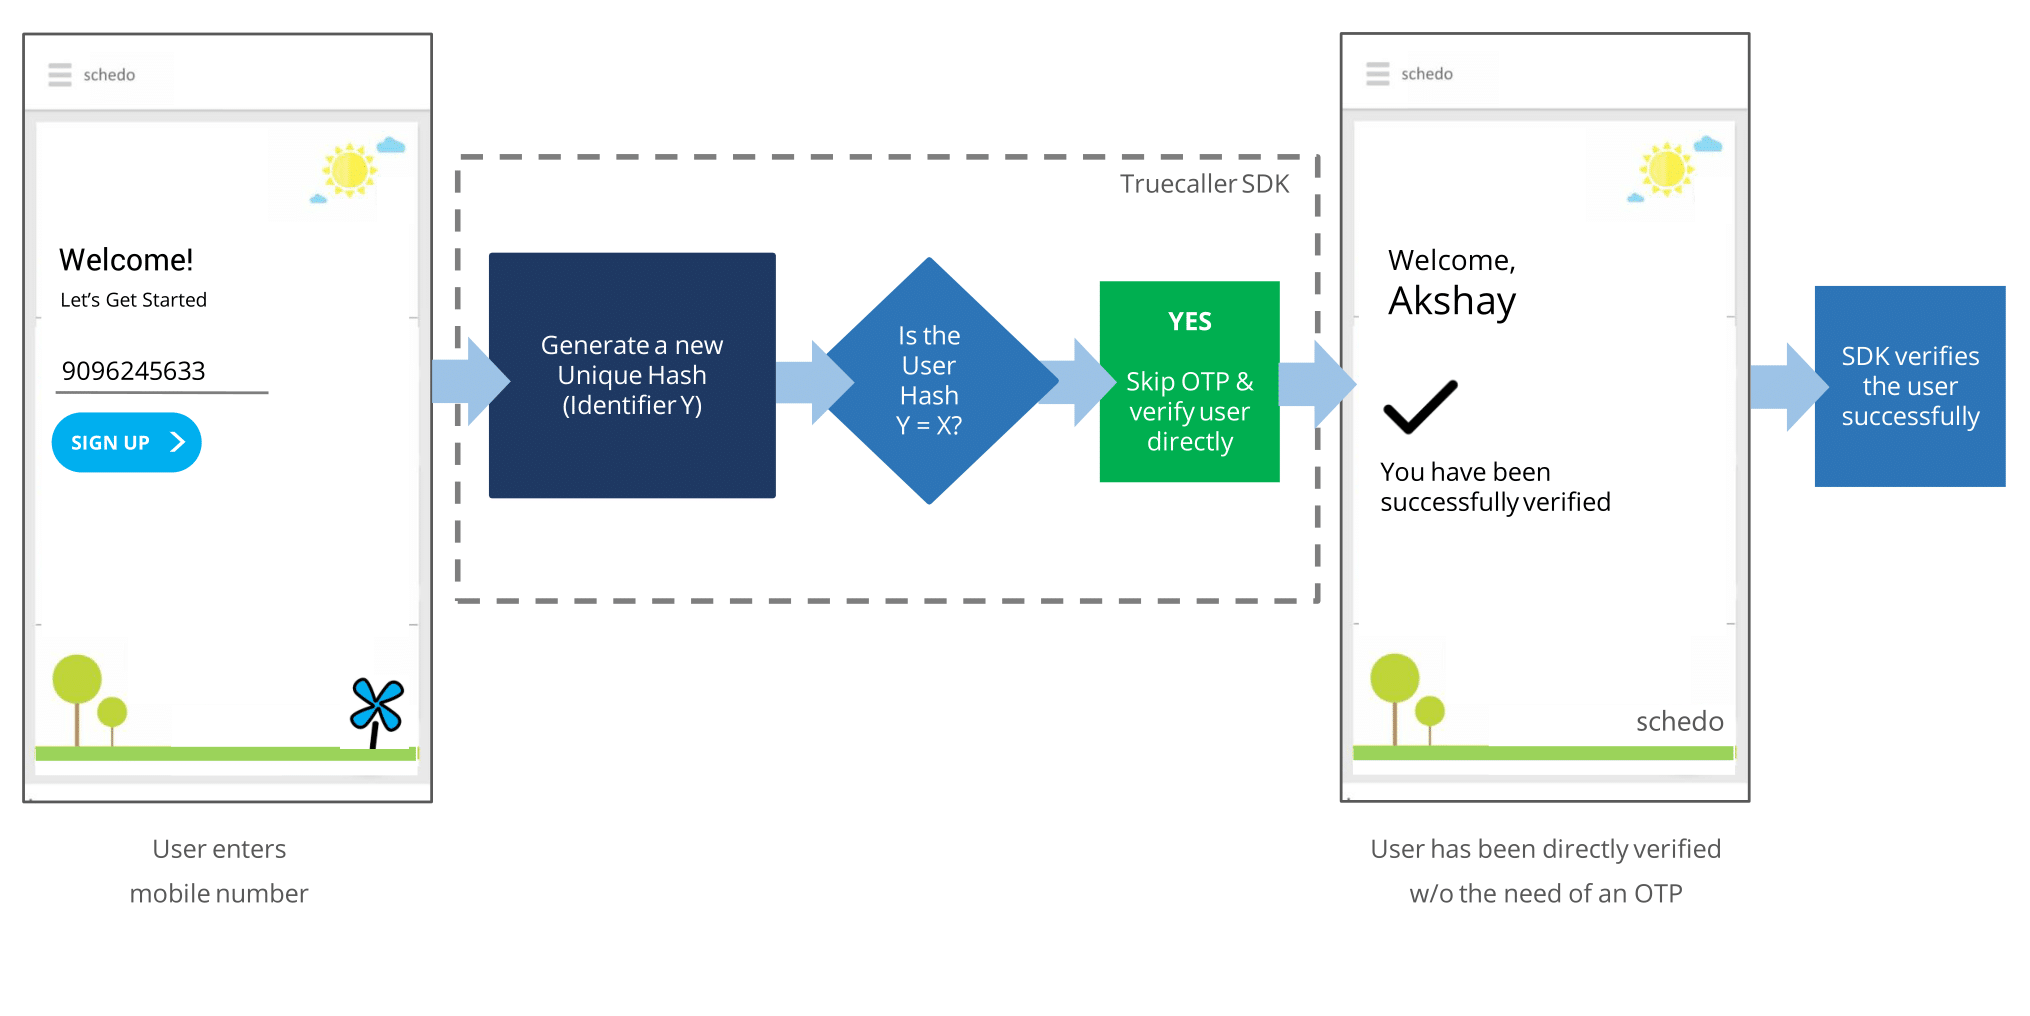 schedo
Welcome!
Let's Get Started
9096245633
SIGN UP
User enters
mobile number
Truecaller SDK
Generate a new
Unique Hash
(Identifier Y)
Is the
User
Hash
Y = X?
YES
Skip OTP &
verify user
directly
schedo
Welcome,
Akshay
You have been
successfully verified
schedo
User has been directly verified
w/o the need of an OTP
SDK verifies
the user
successfully